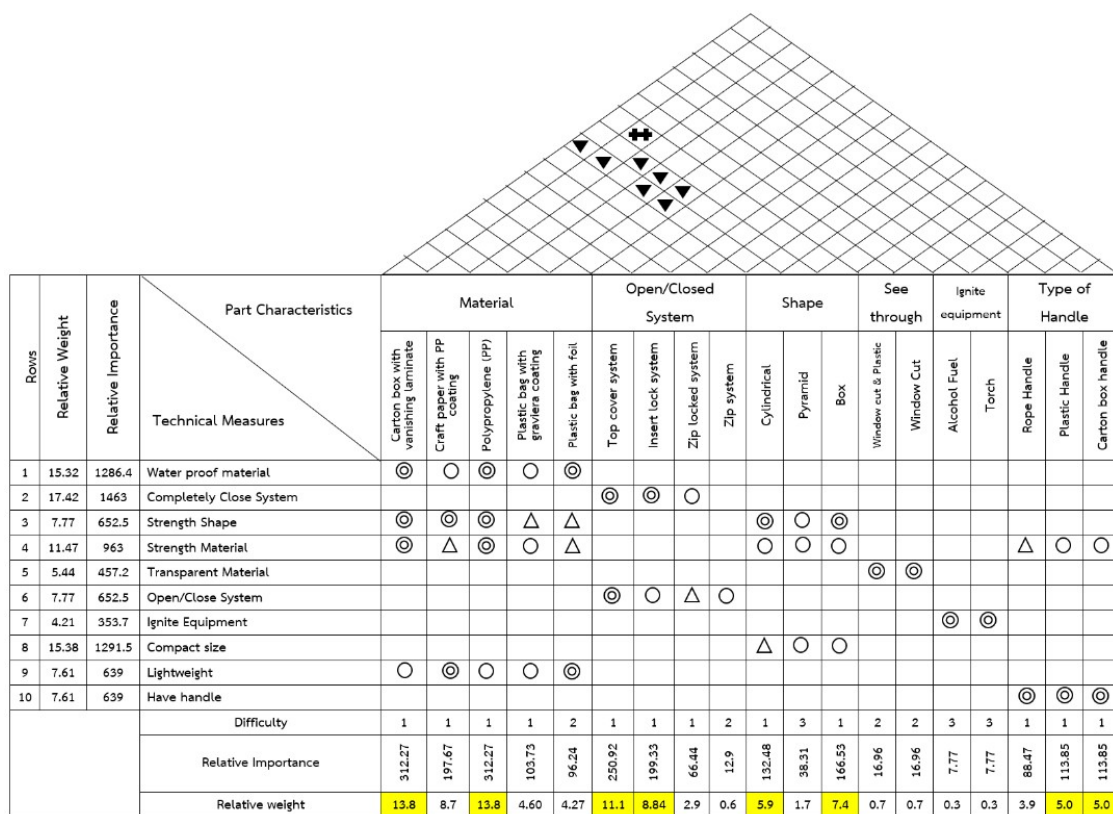 Rows
Relative Weight
Relative Importance
Part Characteristics
Technical Measures
Material
Open/Closed
System
Shape
See
through
Ignite
equipment
Type of
Handle
Carton box with
vanishing laminate
Craft paper with PP
coating
Polypropylene (PP)
Plastic bag with
graviera coating
Plastic bag with foil
Top cover system
Insert lock system
Zip locked system
Zip system
Cylindrical
Pyramid
Box
Window cut & Plastic
Window Cut
Alcohol Fuel
Torch
Rope Handle
Plastic Handle
Carton box handle
1 15.32 1286.4 Water proof material
2 17.42 1463 Completely Close System
3 7.77 652.5 Strength Shape
4 11.47 963 Strength Material
5 5.44 457.2 Transparent Material
6 7.77 652.5 Open/Close System
7 4.21 353.7 Ignite Equipment
8 15.38 1291.5 Compact size
9 7.61 639 Lightweight
10 7.61 639 Have handle
Difficulty 1 1 1 1 2 1 1 1 2 1 3 1 2 2 3 3 1 1 1
Relative Importance 312.27 197.67 312.27 103.73 96.24 250.92 199.33 66.44 12.9 132.48 38.31 166.53 16.96 16.96 7.77 7.77 88.47 113.85 113.85
Relative weight 13.8 8.7 13.8 4.60 4.27 11.1 8.84 2.9 0.6 5.9 1.7 7.4 0.7 0.7 0.3 0.3 3.9 5.0 5.0